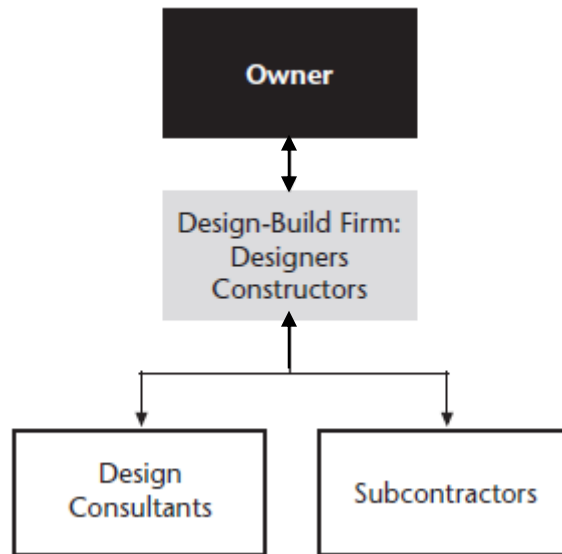 Owner
Design-Build Firm:
Designers
Constructors
Design
Consultants
Subcontractors